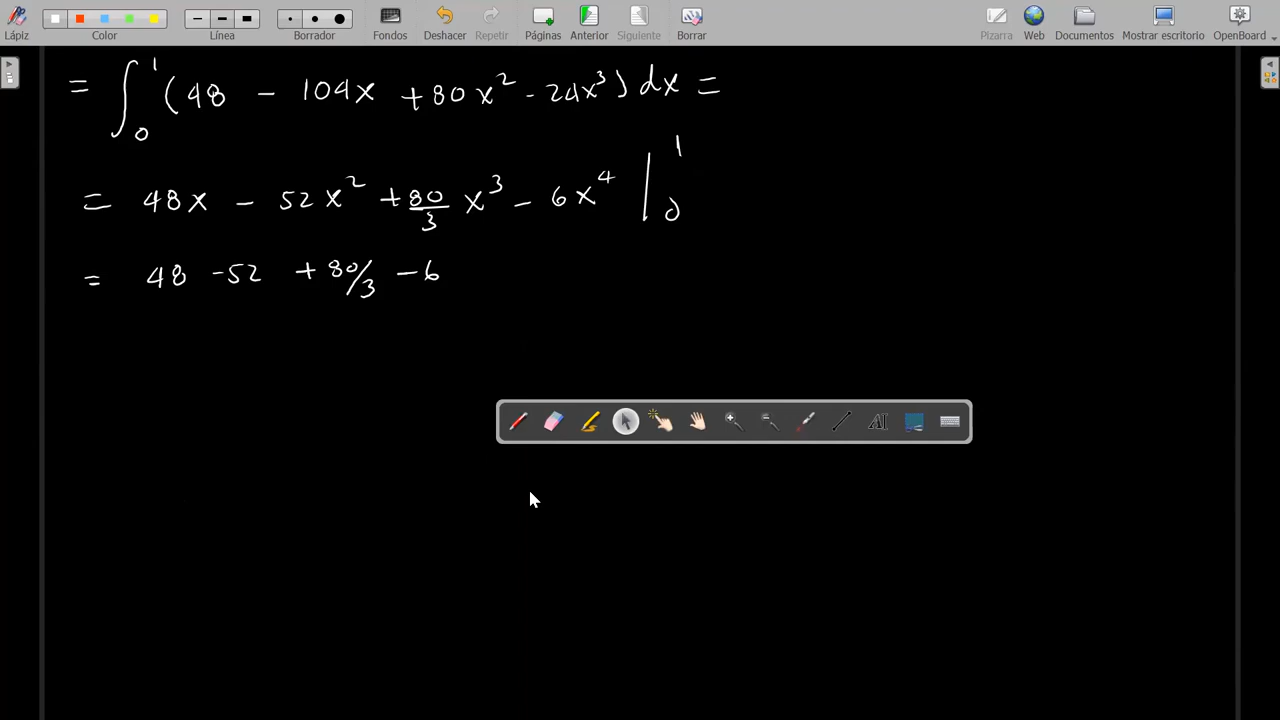 Lápiz Color Línea Borrador Fondos Deshacer Repetir Páginas Anterior Siguiente Borrar Pizarra Web Documentos Mostrar escritorio OpenBoard
= ∫₀¹ (48 - 104x + 80x² - 24x³) dx =
= 48x - 52x² + 80/3 x³ - 6x⁴ |₀¹
= 48 - 52 + 80/3 - 6
AI